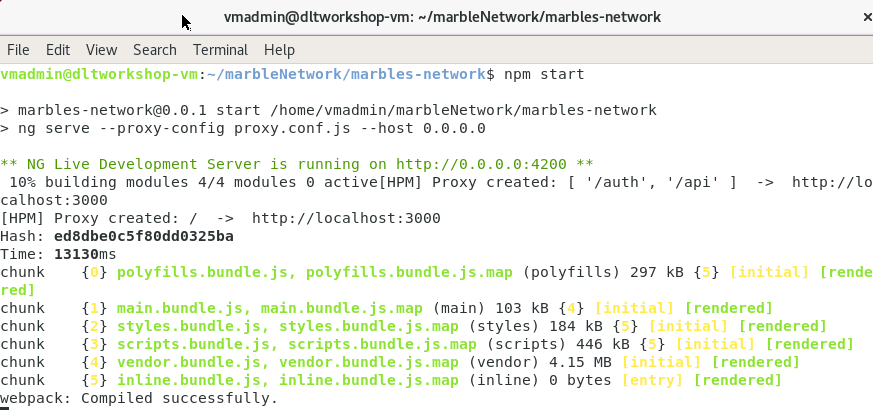 vmadmin@dltworkshop-vm: ~/marbleNetwork/marbles-network ×
File Edit View Search Terminal Help
vmadmin@dltworkshop-vm:~/marbleNetwork/marbles-network$ npm start
> marbles-network@0.0.1 start /home/vmadmin/marbleNetwork/marbles-network
> ng serve --proxy-config proxy.conf.js --host 0.0.0.0
** NG Live Development Server is running on http://0.0.0.0:4200 **
10% building modules 4/4 modules 0 active[HPM] Proxy created: [ '/auth', '/api' ]  ->  http://lo
calhost:3000
[HPM] Proxy created: /  ->  http://localhost:3000
Hash: ed8dbe0c5f80dd0325ba
Time: 13130ms
chunk    {0} polyfills.bundle.js, polyfills.bundle.js.map (polyfills) 297 kB {5} [initial] [rende
red]
chunk    {1} main.bundle.js, main.bundle.js.map (main) 103 kB {4} [initial] [rendered]
chunk    {2} styles.bundle.js, styles.bundle.js.map (styles) 184 kB {5} [initial] [rendered]
chunk    {3} scripts.bundle.js, scripts.bundle.js.map (scripts) 446 kB {5} [initial] [rendered]
chunk    {4} vendor.bundle.js, vendor.bundle.js.map (vendor) 4.15 MB [initial] [rendered]
chunk    {5} inline.bundle.js, inline.bundle.js.map (inline) 0 bytes [entry] [rendered]
webpack: Compiled successfully.